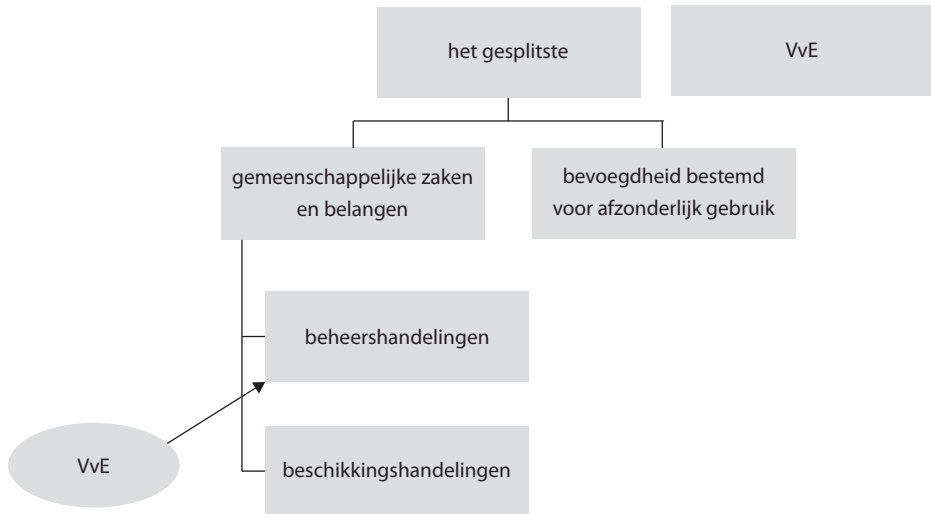 het gesplitste
VvE
gemeenschappelijke zaken
en belangen
bevoegdheid bestemd
voor afzonderlijk gebruik
beheershandelingen
VvE
beschikkingshandelingen